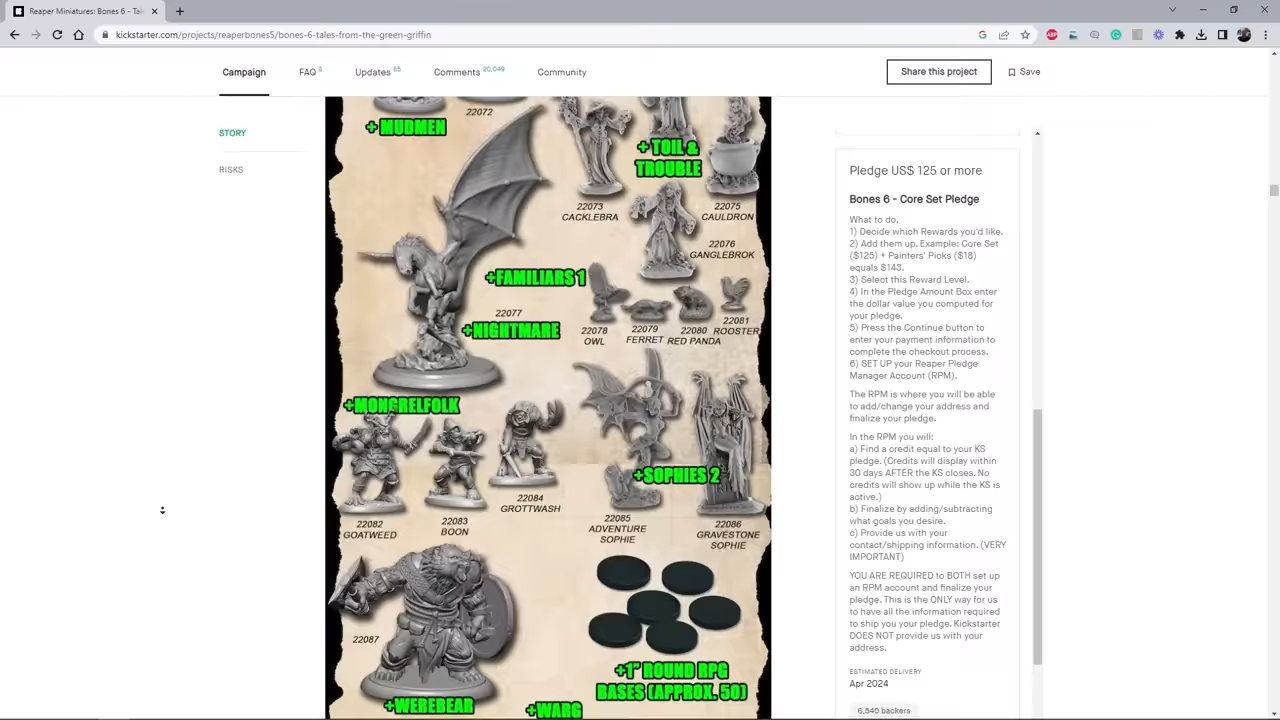 Reaper Miniatures: Bones 6 - Tale
kickstarter.com/projects/reaperbones5/bones-6-tales-from-the-green-griffin
Campaign
FAQ 3
Updates 85
Comments 20,049
Community
Share this project
Save
STORY
RISKS
22072
+ MUDMEN
+ TOIL &
TROUBLE
22073
CACKLEBRA
22075
CAULDRON
22076
GANGLEBROK
+FAMILIARS 1
22077
+NIGHTMARE
22078
OWL
22079
FERRET
22080
RED PANDA
22081
ROOSTER
+MONGRELFOLK
22082
GOATWEED
22083
BOON
22084
GROTTWASH
+SOPHIES 2
22085
ADVENTURE
SOPHIE
22086
GRAVESTONE
SOPHIE
22087
+WEREBEAR
+1" ROUND RPG
BASES (APPROX. 50)
+WARG
Pledge US$ 125 or more
Bones 6 - Core Set Pledge
What to do,
1) Decide which Rewards you'd like.
2) Add them up. Example: Core Set
($125) + Painters' Picks ($18)
equals $143.
3) Select this Reward Level.
4) In the Pledge Amount Box enter
the dollar value you computed for
your pledge.
5) Press the Continue button to
enter your payment information to
complete the checkout process.
6) SET UP your Reaper Pledge
Manager Account (RPM).
The RPM is where you will be able
to add/change your address and
finalize your pledge.
In the RPM you will:
a) Find a credit equal to your KS
pledge. (Credits will display within
30 days AFTER the KS closes. No
credits will show up while the KS is
active.)
b) Finalize by adding/subtracting
what goals you desire.
c) Provide us with your
contact/shipping information. (VERY
IMPORTANT)
YOU ARE REQUIRED to BOTH set up
an RPM account and finalize your
pledge. This is the ONLY way for us
to have all the information required
to ship you your pledge. Kickstarter
DOES NOT provide us with your
address.
ESTIMATED DELIVERY
Apr 2024
6,540 backers